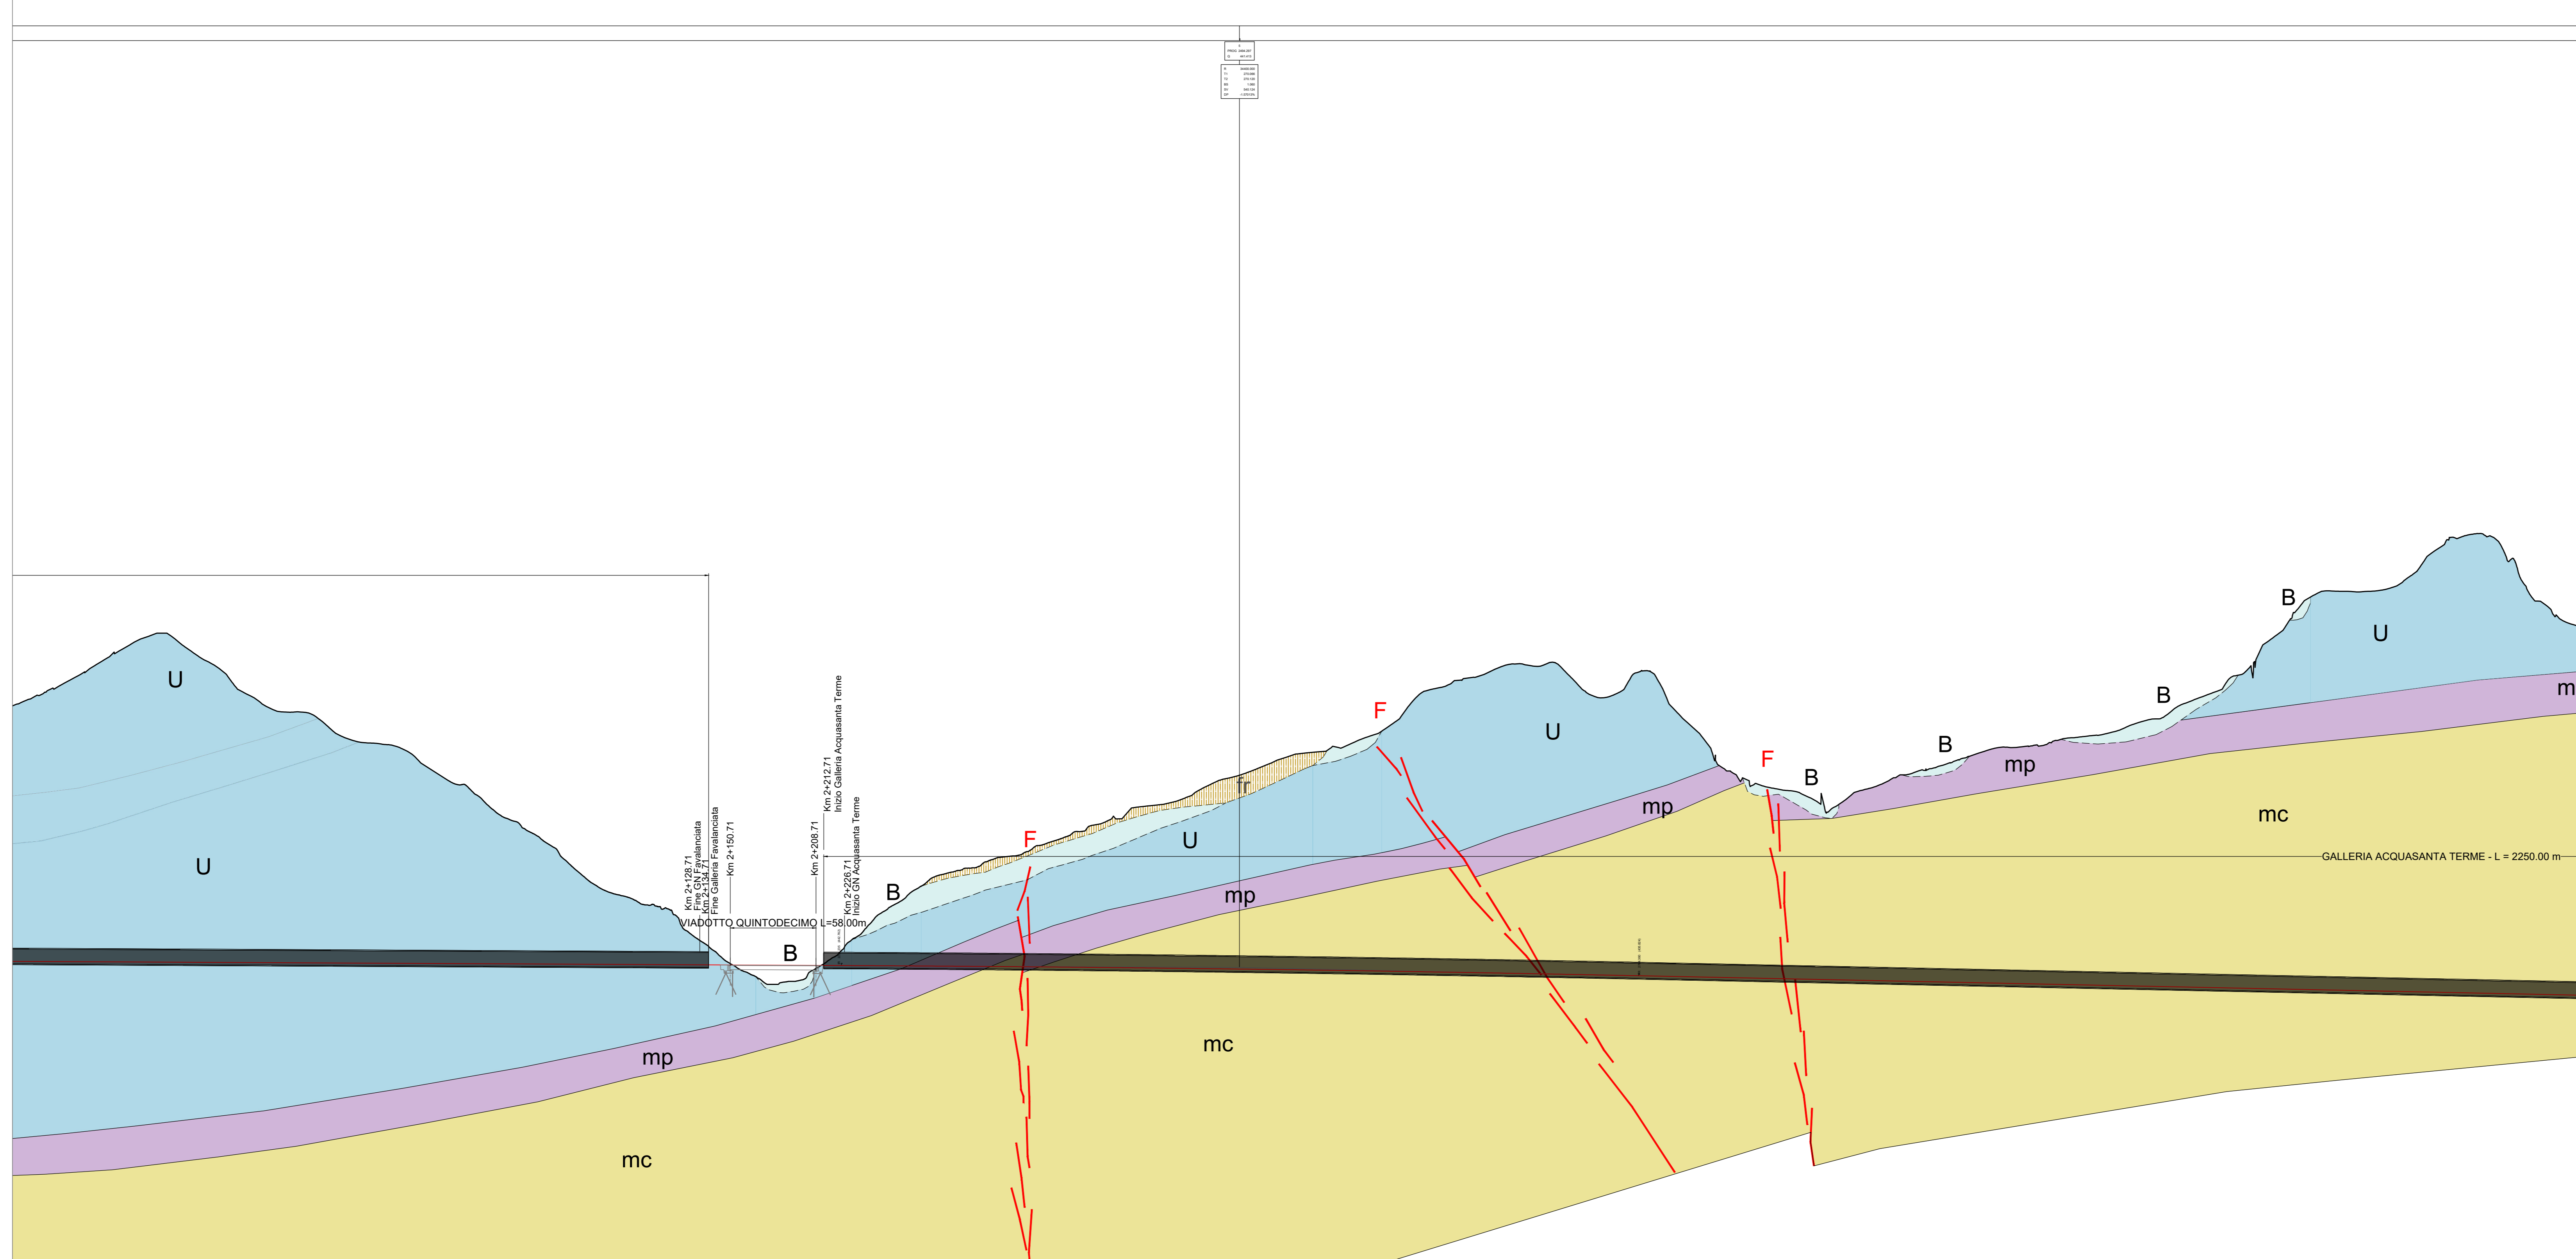 U
U
Km 2+128.71
Fine GN Favalanciata
Km 2+134.71
Fine Galleria Favalanciata
Km 2+150.71
VIADOTTO QUINTODECIMO L=58.00m
Km 2+208.71
Km 2+212.71
Inizio Galleria Acquasanta Terme
Km 2+226.71
Inizio GN Acquasanta Terme
B
B
mp
mc
F
U
fr
mp
mc
F
U
mp
F
B
B
mp
B
B
U
mc
GALLERIA ACQUASANTA TERME - L = 2250.00 m